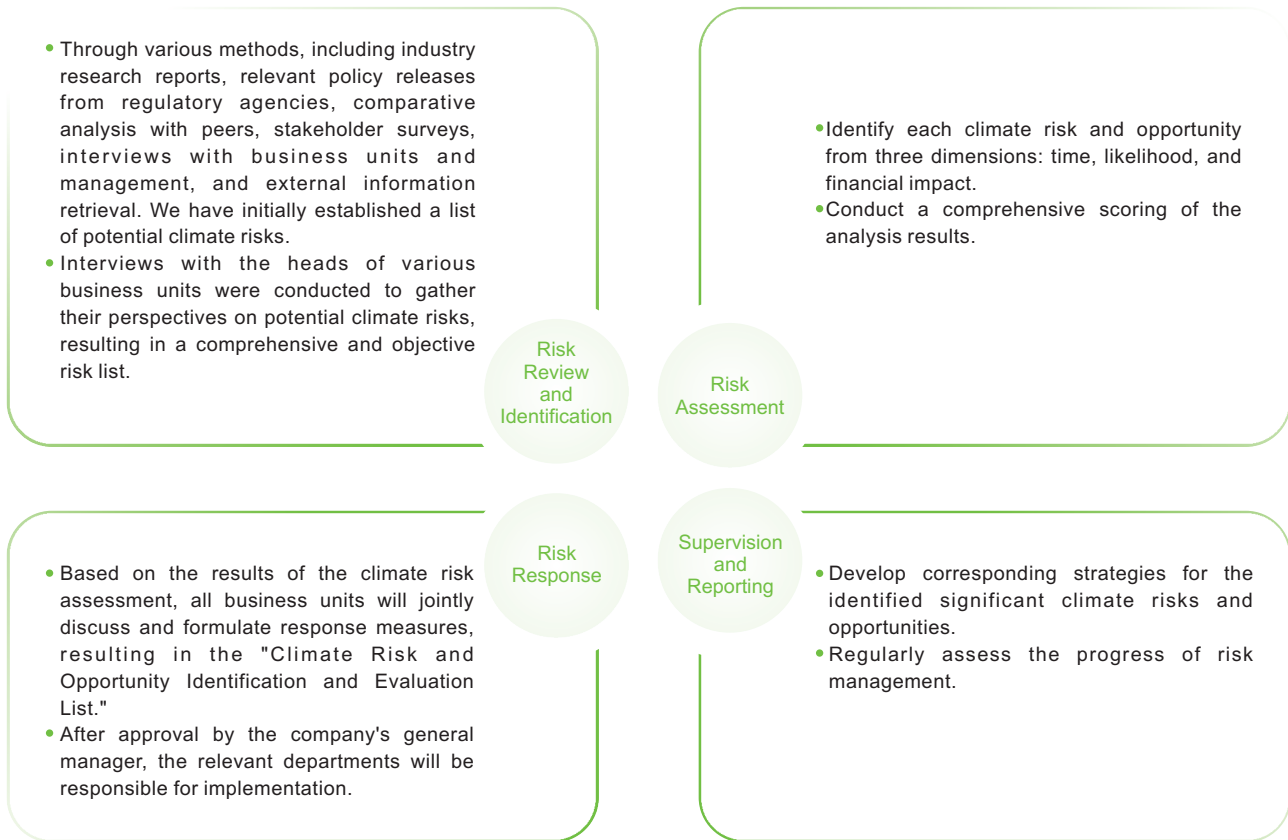 Through various methods, including industry
research reports, relevant policy releases
from regulatory agencies, comparative
analysis with peers, stakeholder surveys,
interviews with business units and
management, and external information
retrieval. We have initially established a list
of potential climate risks.
Interviews with the heads of various
business units were conducted to gather
their perspectives on potential climate risks,
resulting in a comprehensive and objective
risk list.
Risk
Review
and
Identification
Identify each climate risk and opportunity
from three dimensions: time, likelihood, and
financial impact.
Conduct a comprehensive scoring of the
analysis results.
Risk
Assessment
Based on the results of the climate risk
assessment, all business units will jointly
discuss and formulate response measures,
resulting in the "Climate Risk and
Opportunity Identification and Evaluation
List."
After approval by the company's general
manager, the relevant departments will be
responsible for implementation.
Risk
Response
Supervision
and
Reporting
Develop corresponding strategies for the
identified significant climate risks and
opportunities.
Regularly assess the progress of risk
management.